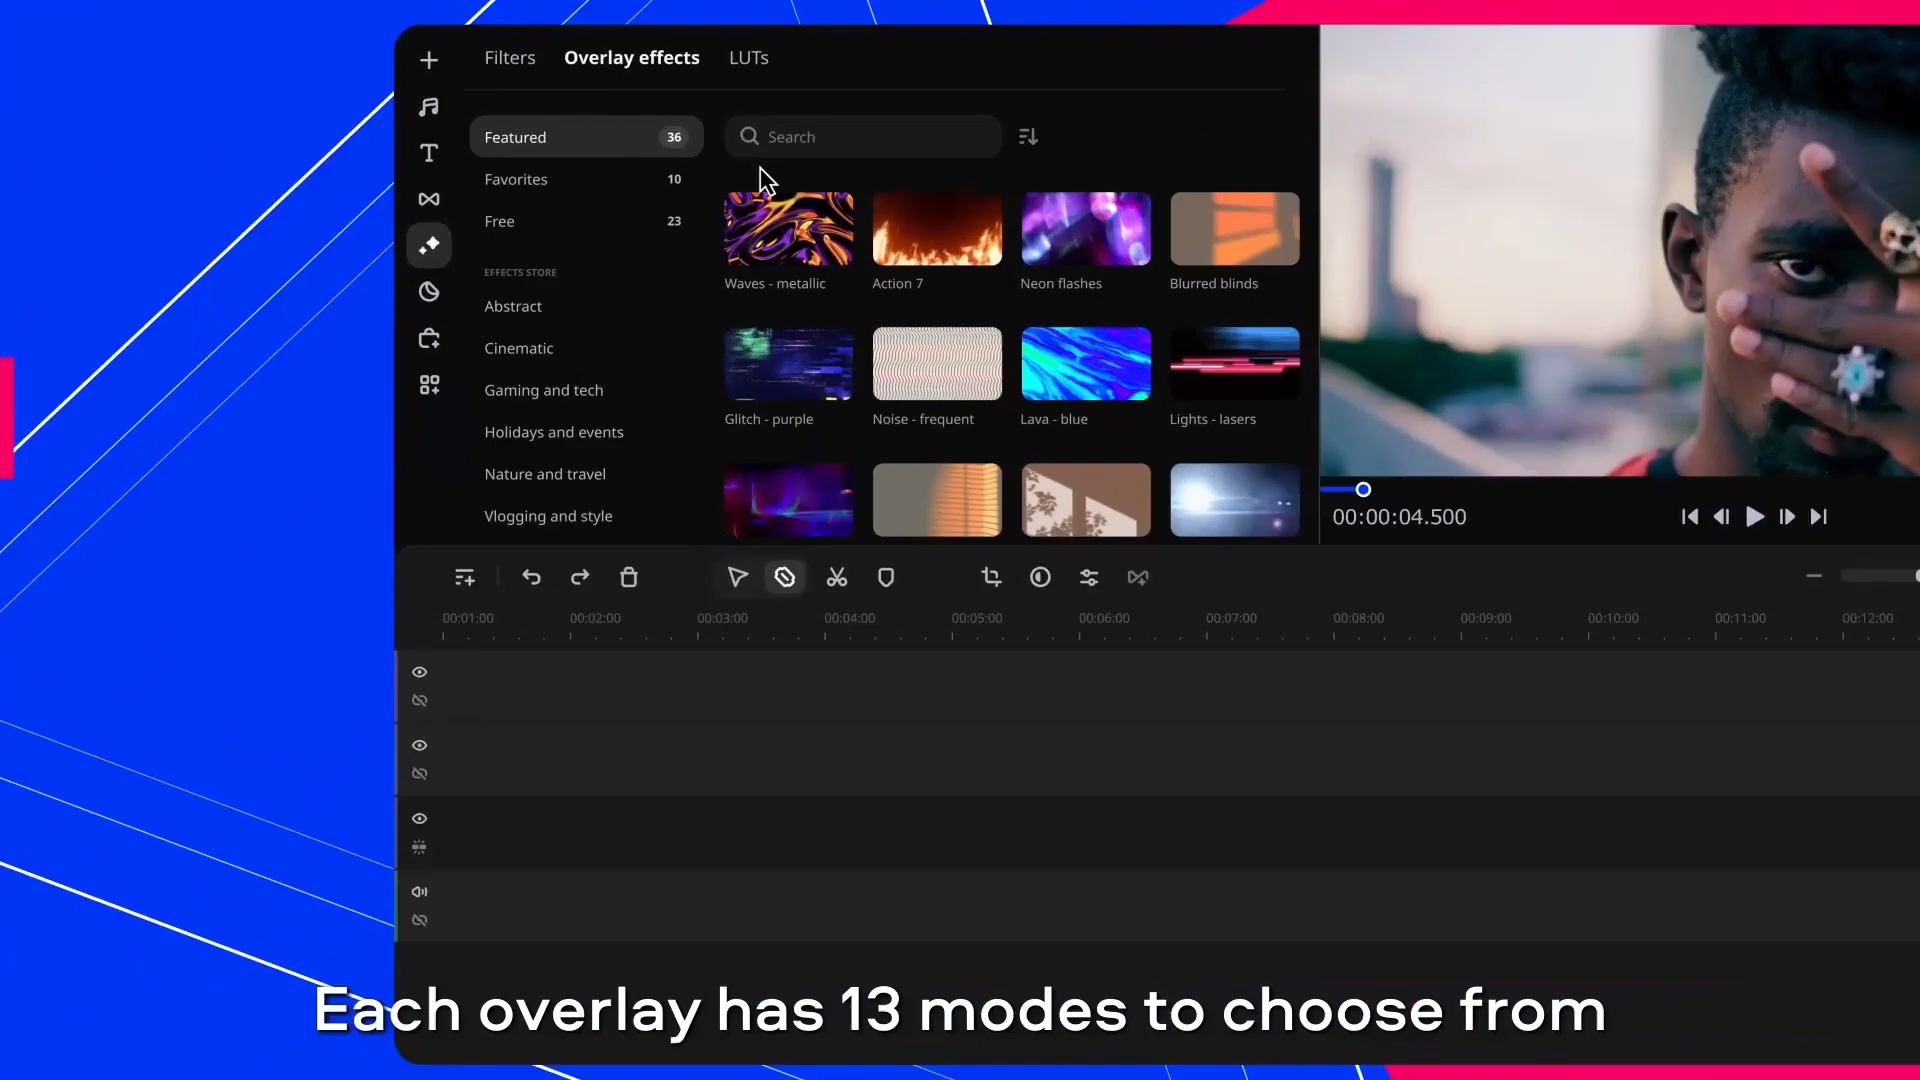 Filters Overlay effects LUTs
Featured 36
Search
Favorites 10
Free 23
EFFECTS STORE
Abstract
Cinematic
Gaming and tech
Holidays and events
Nature and travel
Vlogging and style
Waves - metallic Action 7 Neon flashes Blurred blinds
Glitch - purple Noise - frequent Lava - blue Lights - lasers
00:00:04.500
00:01:00 00:02:00 00:03:00 00:04:00 00:05:00 00:06:00 00:07:00 00:08:00 00:09:00 00:10:00 00:11:00 00:12:00
Each overlay has 13 modes to choose from